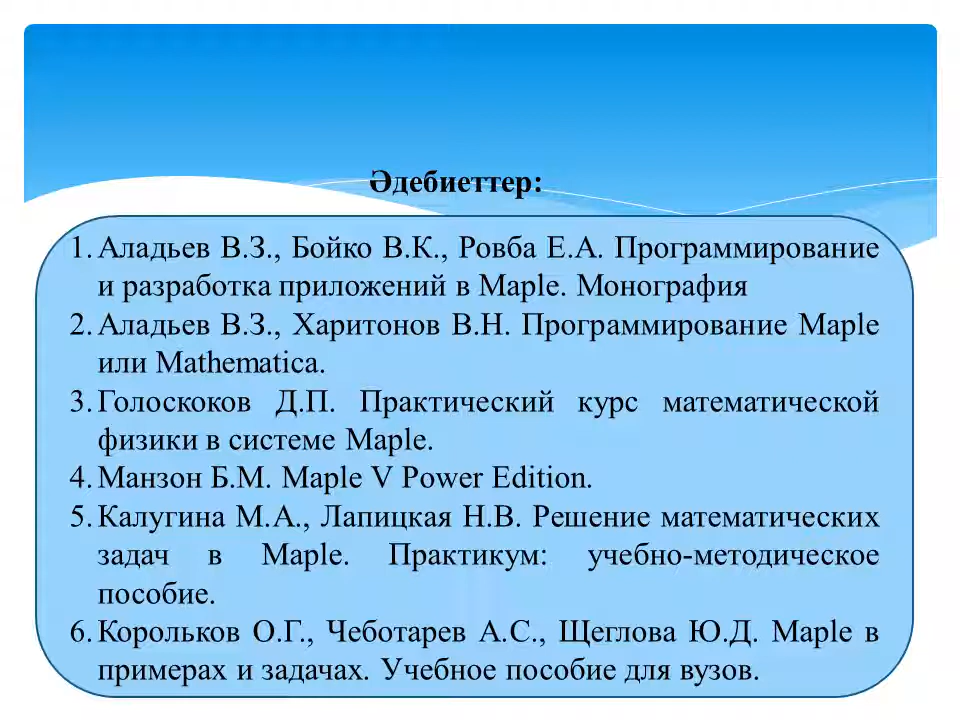 Әдебиеттер:
1. Аладьев В.З., Бойко В.К., Ровба Е.А. Программирование
и разработка приложений в Maple. Монография
2. Аладьев В.З., Харитонов В.Н. Программирование Maple
или Mathematica.
3. Голоскоков Д.П. Практический курс математической
физики в системе Maple.
4. Манзон Б.М. Maple V Power Edition.
5. Калугина М.А., Лапицкая Н.В. Решение математических
задач в Maple. Практикум: учебно-методическое
пособие.
6. Корольков О.Г., Чеботарев А.С., Щеглова Ю.Д. Maple в
примерах и задачах. Учебное пособие для вузов.